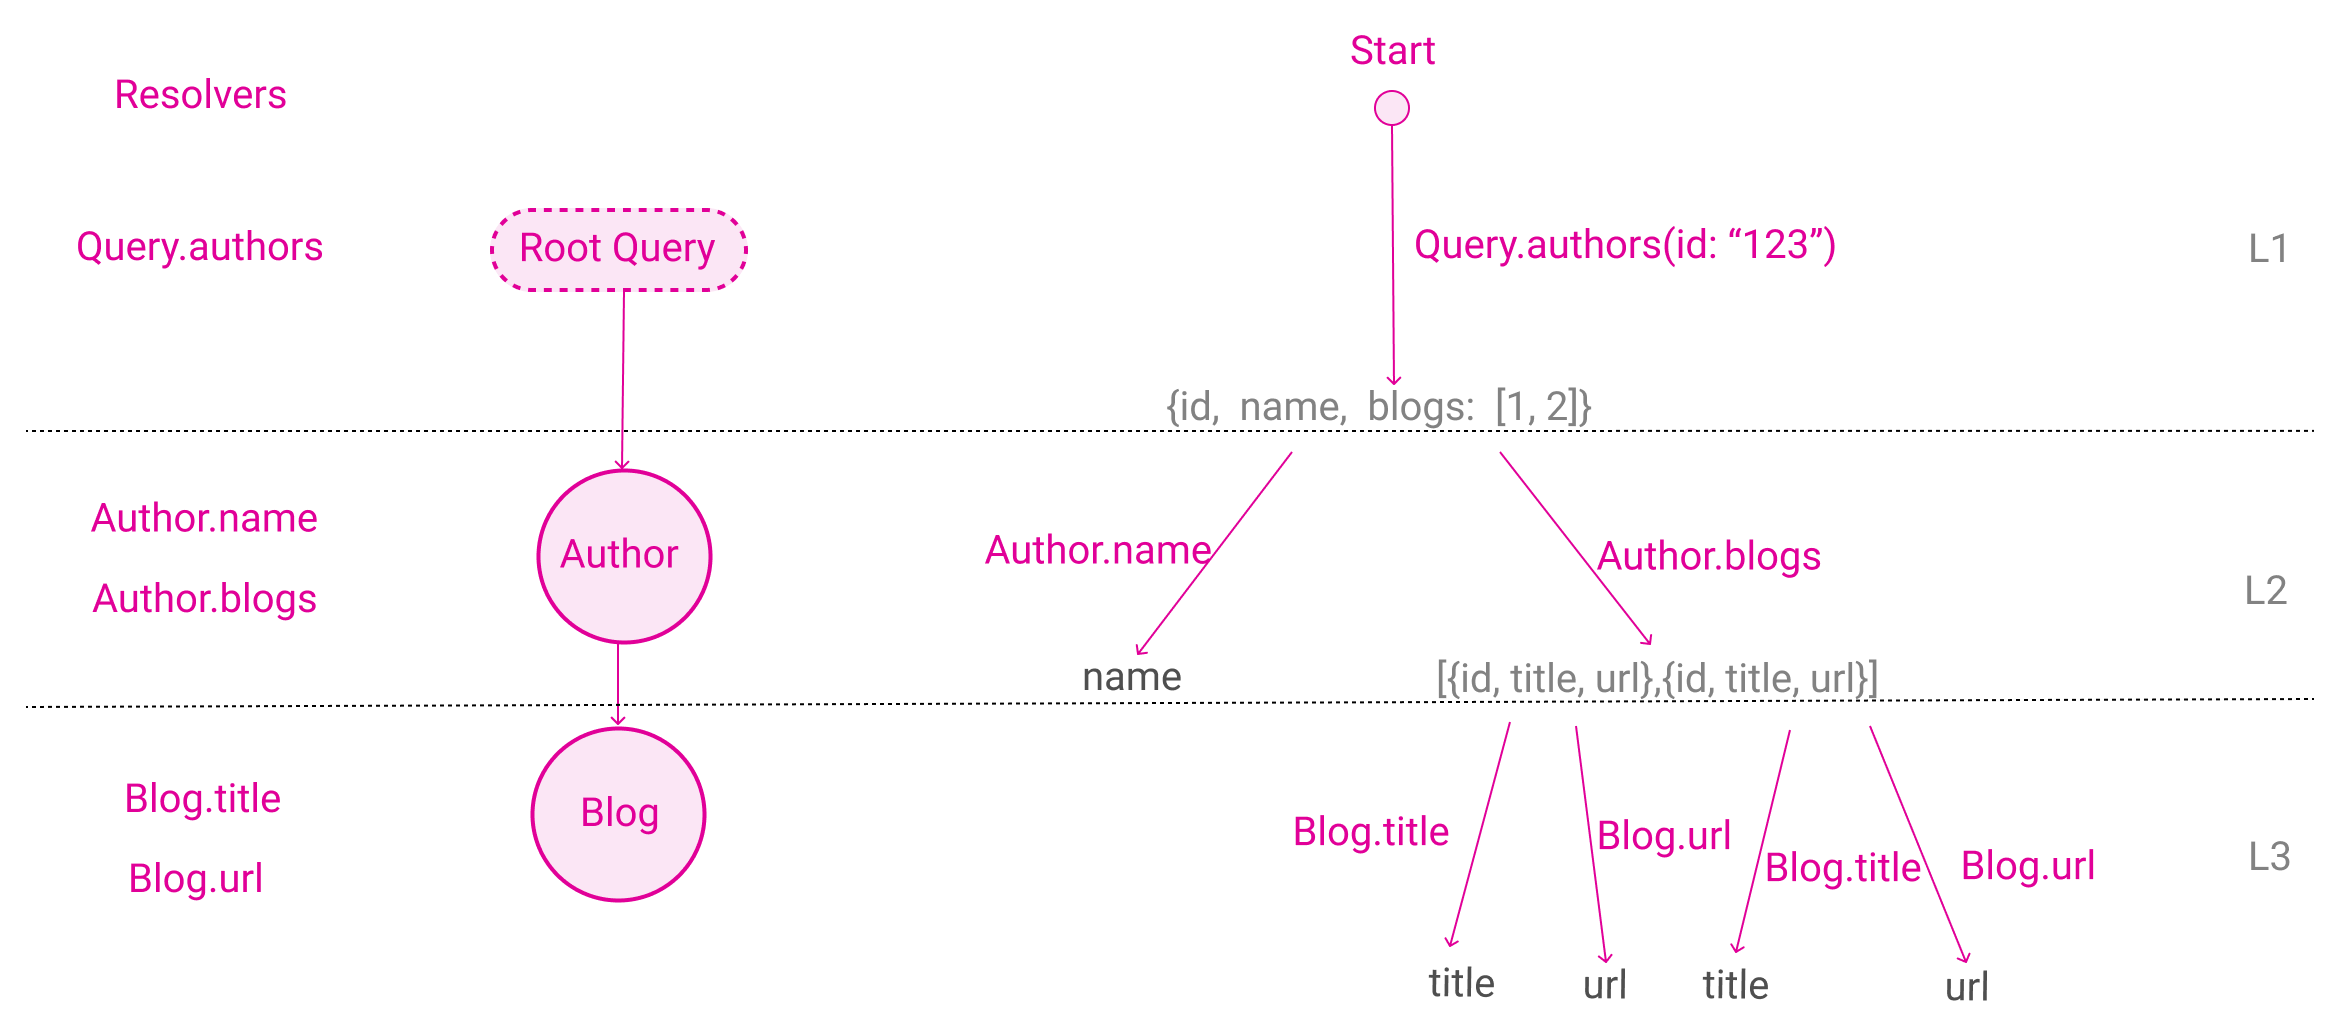 Start
Resolvers
Query.authors
Root Query
Query.authors(id: “123”)
L1
{id, name, blogs: [1, 2]}
Author.name
Author.blogs
Author
Author.name
Author.blogs
L2
name
[{id, title, url},{id, title, url}]
Blog.title
Blog.url
Blog
Blog.title
Blog.url
Blog.title
Blog.url
L3
title
url
title
url